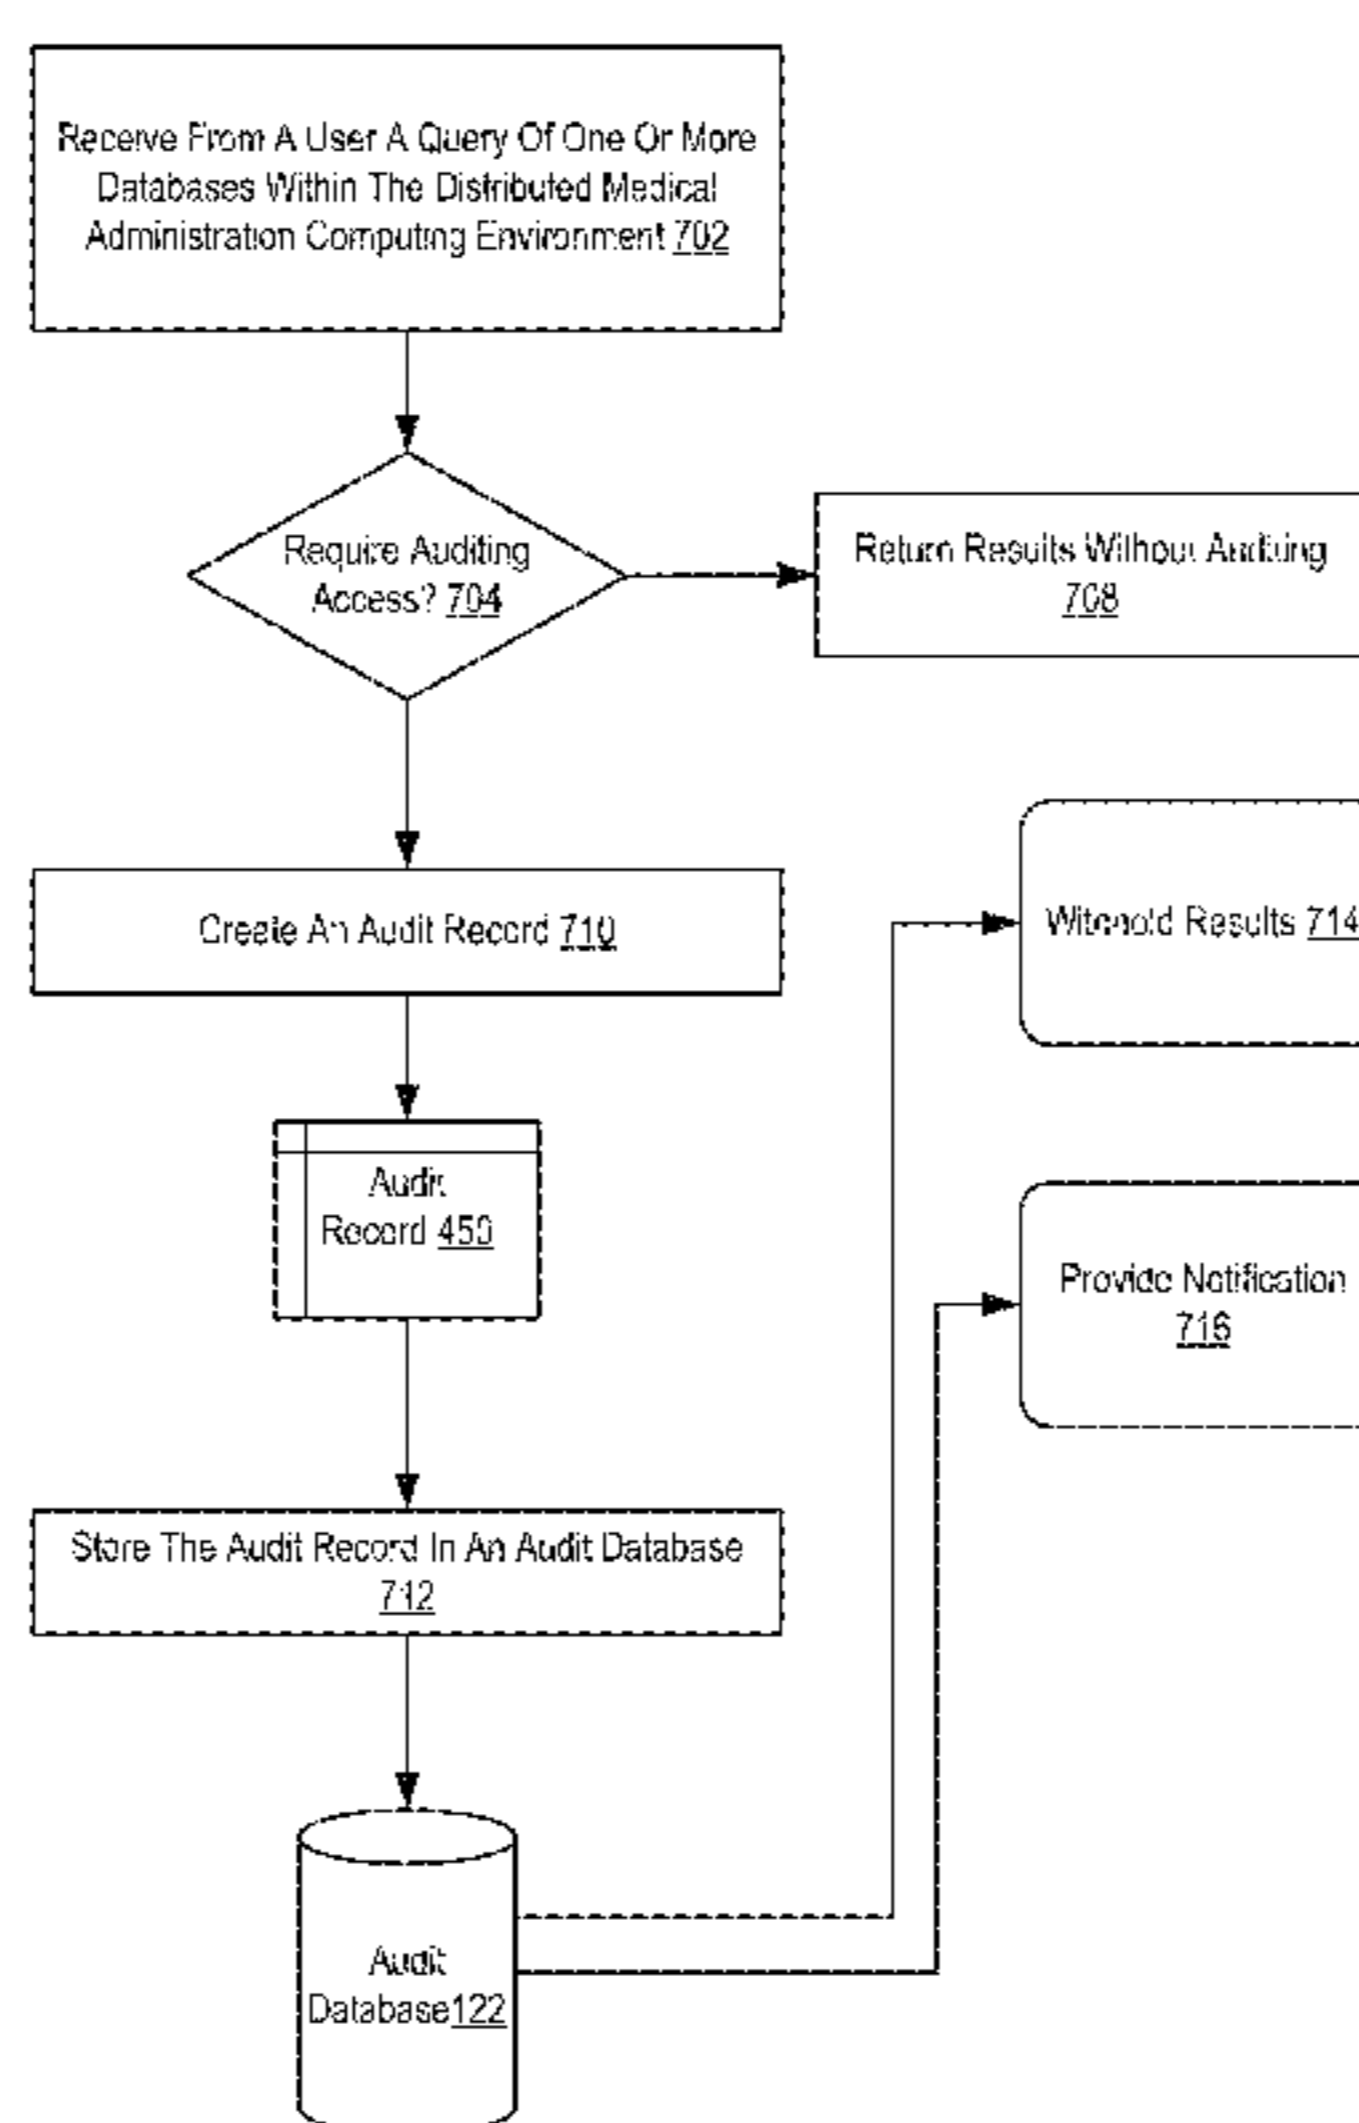 Receive From A User A Query Of One Or More
Databases Within The Distributed Medical
Administration Computing Environment 702
Require Auditing
Access? 704
Return Results Without Auditing
708
Create An Audit Record 710
Withhold Results 714
Audit
Record 450
Provide Notification
716
Store The Audit Record In An Audit Database
712
Audit
Database122